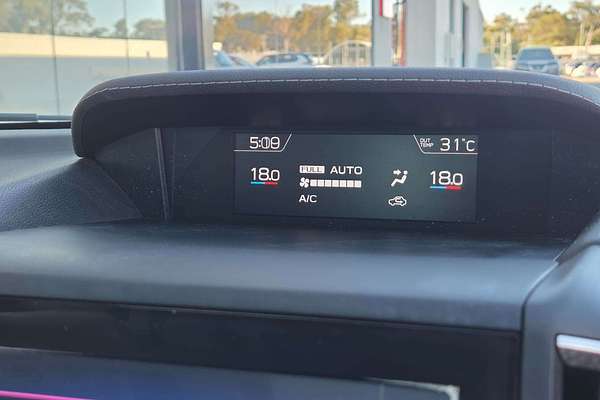 5:09
OUT TEMP 31°C
18.0 FULL AUTO 18.0
A/C